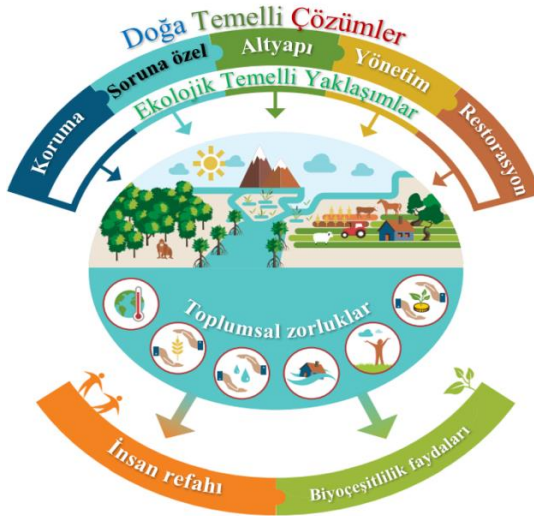 Doğa Temelli Çözümler
Koruma
Soruna özel
Altyapı
Yönetim
Restorasyon
Ekolojik Temelli Yaklaşımlar
Toplumsal zorluklar
İnsan refahı
Biyoçeşitlilik faydaları